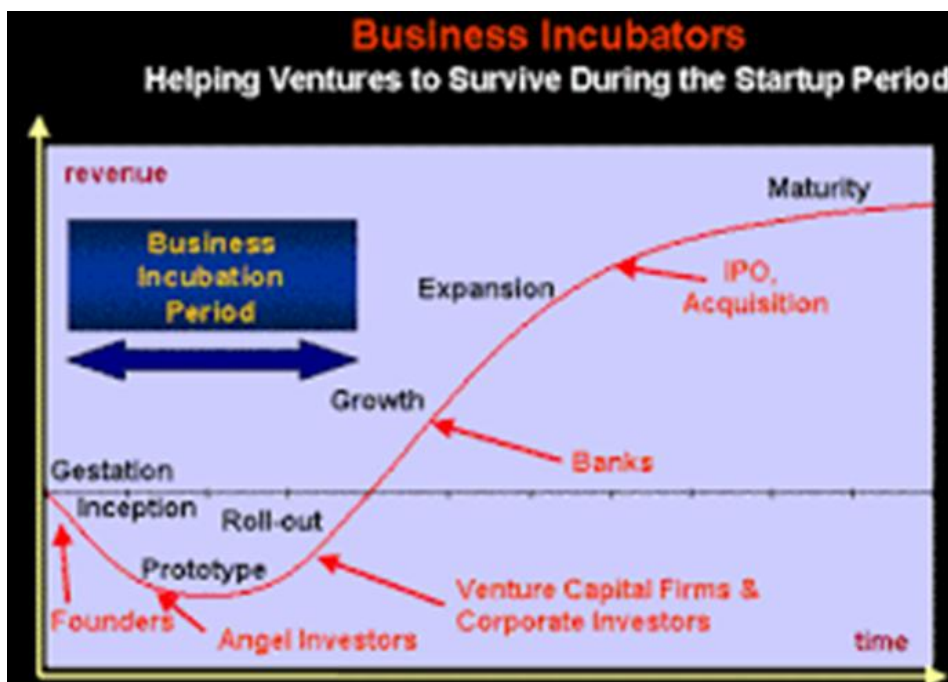 Business Incubators
Helping Ventures to Survive During the Startup Period
revenue
Maturity
Business
Incubation
Period
IPO,
Acquisition
Expansion
Growth
Banks
Gestation
Inception
Roll-out
Prototype
Venture Capital Firms &
Corporate Investors
Founders
Angel Investors
time